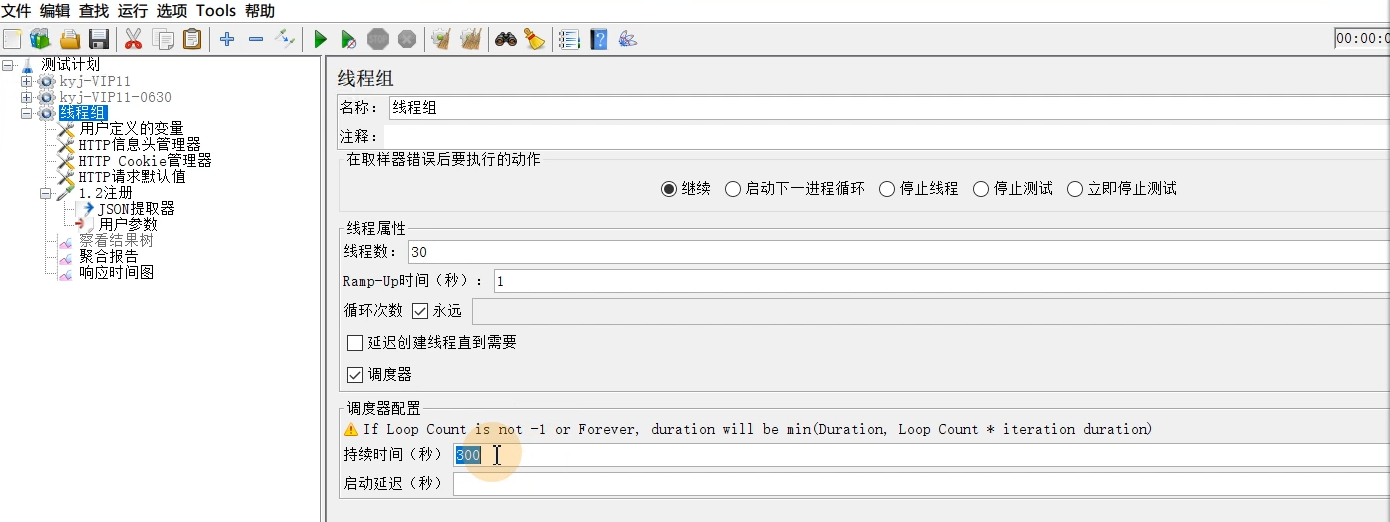 文件 编辑 查找 运行 选项 Tools 帮助
00:00:0
测试计划
kyj-VIP11
kyj-VIP11-0630
线程组
用户定义的变量
HTTP信息头管理器
HTTP Cookie管理器
HTTP请求默认值
1.2注册
JSON提取器
用户参数
察看结果树
聚合报告
响应时间图
线程组
名称： 线程组
注释：
在取样器错误后要执行的动作
继续 启动下一进程循环 停止线程 停止测试 立即停止测试
线程属性
线程数： 30
Ramp-Up时间（秒）： 1
循环次数 永远
延迟创建线程直到需要
调度器
调度器配置
If Loop Count is not -1 or Forever, duration will be min(Duration, Loop Count * iteration duration)
持续时间（秒） 300
启动延迟（秒）